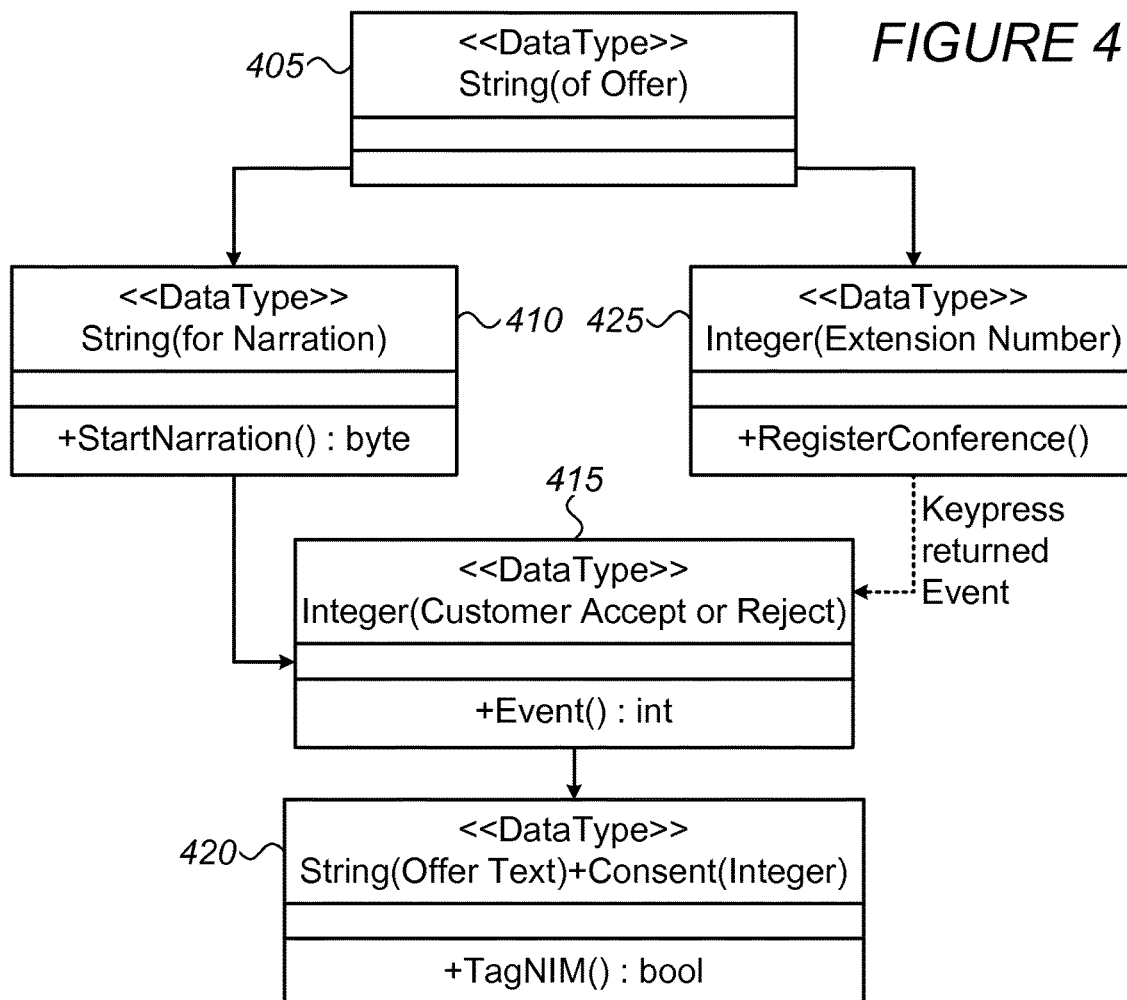 FIGURE 4
405
<<DataType>>
String(of Offer)
<<DataType>>
String(for Narration)
+StartNarration() : byte
410
425
<<DataType>>
Integer(Extension Number)
+RegisterConference()
Keypress
returned
Event
415
<<DataType>>
Integer(Customer Accept or Reject)
+Event() : int
420
<<DataType>>
String(Offer Text)+Consent(Integer)
+TagNIM() : bool